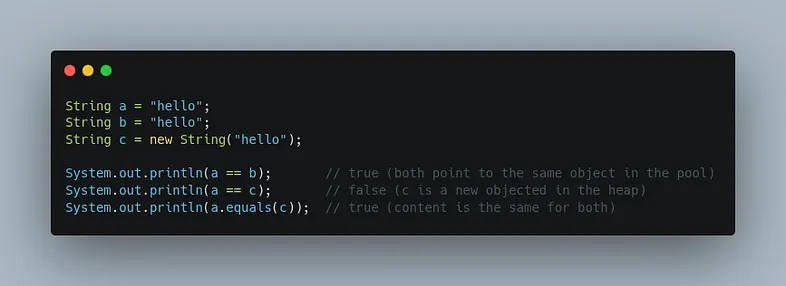 String a = "hello";
String b = "hello";
String c = new String("hello");
System.out.println(a == b);       // true (both point to the same object in the pool)
System.out.println(a == c);       // false (c is a new objected in the heap)
System.out.println(a.equals(c));  // true (content is the same for both)